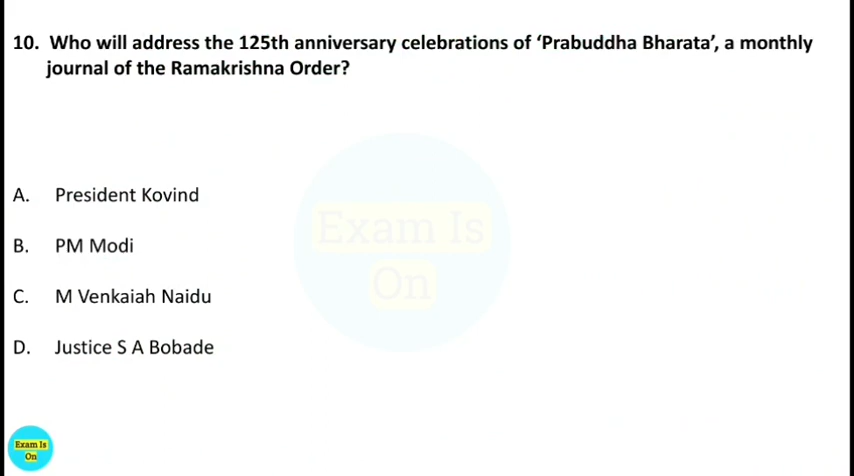 10. Who will address the 125th anniversary celebrations of ‘Prabuddha Bharata’, a monthly
journal of the Ramakrishna Order?
Exam Is
On
A. President Kovind
B. PM Modi
C. M Venkaiah Naidu
D. Justice S A Bobade
Exam Is
On